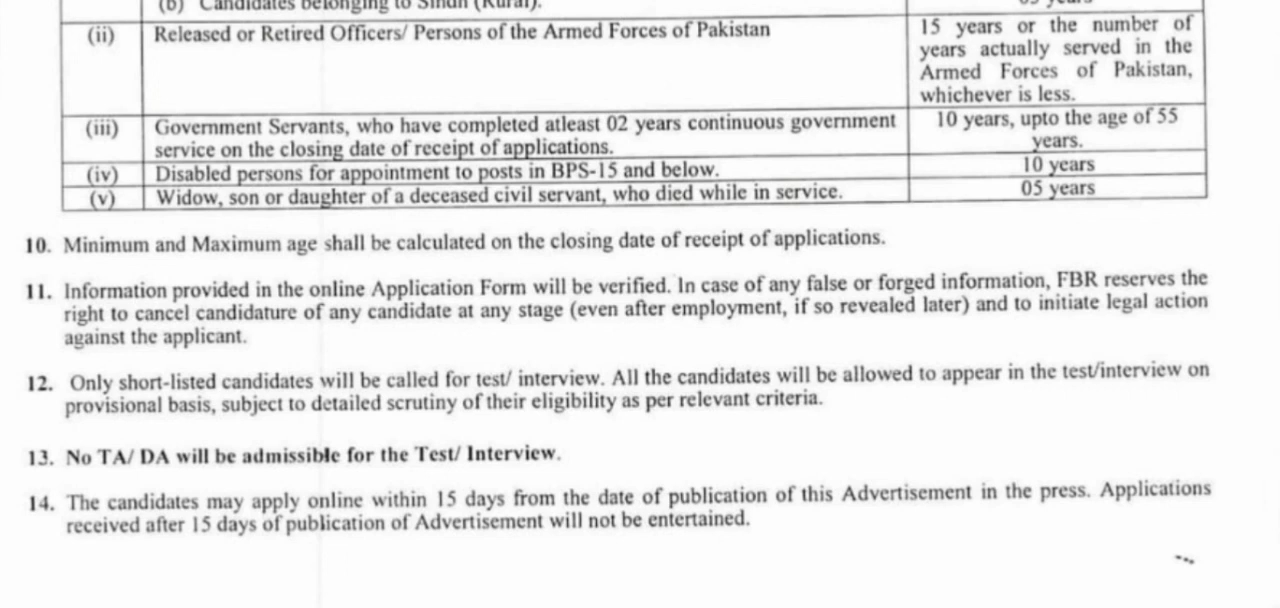 (b) Candidates belonging to Sindh (Rural).
05 years
(ii) Released or Retired Officers/ Persons of the Armed Forces of Pakistan
15 years or the number of
years actually served in the
Armed Forces of Pakistan,
whichever is less.
(iii) Government Servants, who have completed atleast 02 years continuous government
service on the closing date of receipt of applications.
10 years, upto the age of 55
years.
(iv) Disabled persons for appointment to posts in BPS-15 and below.
10 years
(v) Widow, son or daughter of a deceased civil servant, who died while in service.
05 years
10. Minimum and Maximum age shall be calculated on the closing date of receipt of applications.
11. Information provided in the online Application Form will be verified. In case of any false or forged information, FBR reserves the
right to cancel candidature of any candidate at any stage (even after employment, if so revealed later) and to initiate legal action
against the applicant.
12. Only short-listed candidates will be called for test/ interview. All the candidates will be allowed to appear in the test/interview on
provisional basis, subject to detailed scrutiny of their eligibility as per relevant criteria.
13. No TA/ DA will be admissible for the Test/ Interview.
14. The candidates may apply online within 15 days from the date of publication of this Advertisement in the press. Applications
received after 15 days of publication of Advertisement will not be entertained.